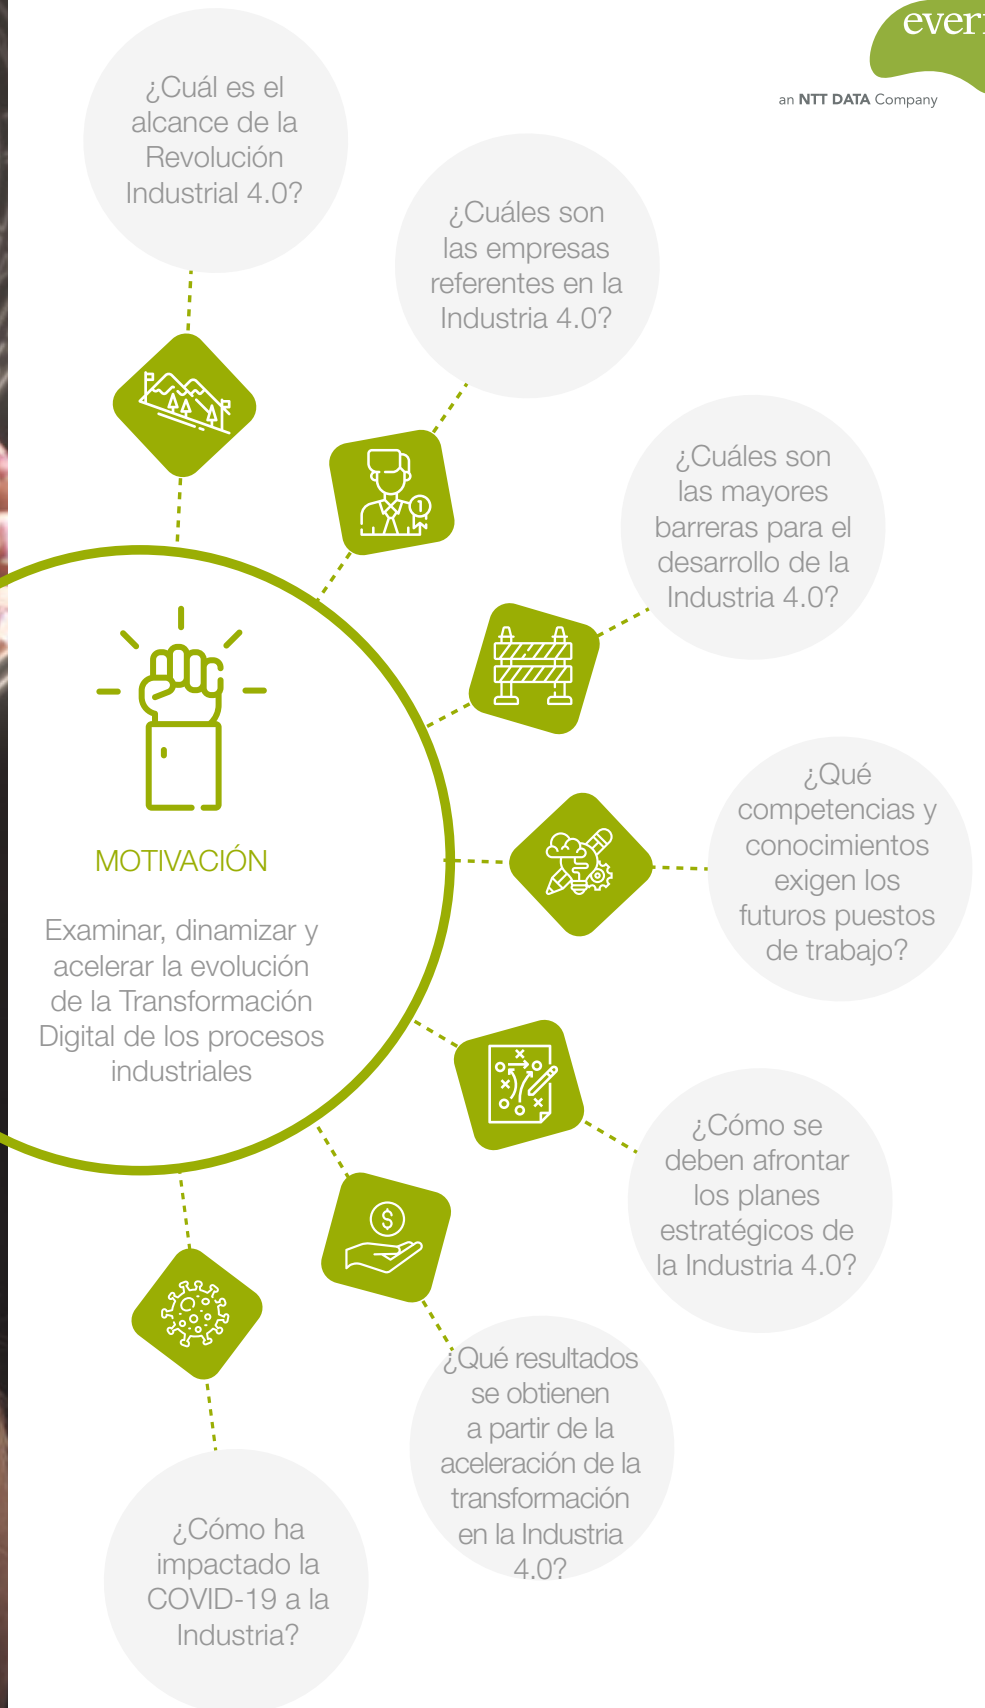 an NTT DATA Company
¿Cuál es el
alcance de la
Revolución
Industrial 4.0?
¿Cuáles son
las empresas
referentes en la
Industria 4.0?
¿Cuáles son
las mayores
barreras para el
desarrollo de la
Industria 4.0?
¿Qué
competencias y
conocimientos
exigen los
futuros puestos
de trabajo?
MOTIVACIÓN
Examinar, dinamizar y
acelerar la evolución
de la Transformación
Digital de los procesos
industriales
¿Cómo se
deben afrontar
los planes
estratégicos de
la Industria 4.0?
¿Qué resultados
se obtienen
a partir de la
aceleración de la
transformación
en la Industria
4.0?
¿Cómo ha
impactado la
COVID-19 a la
Industria?